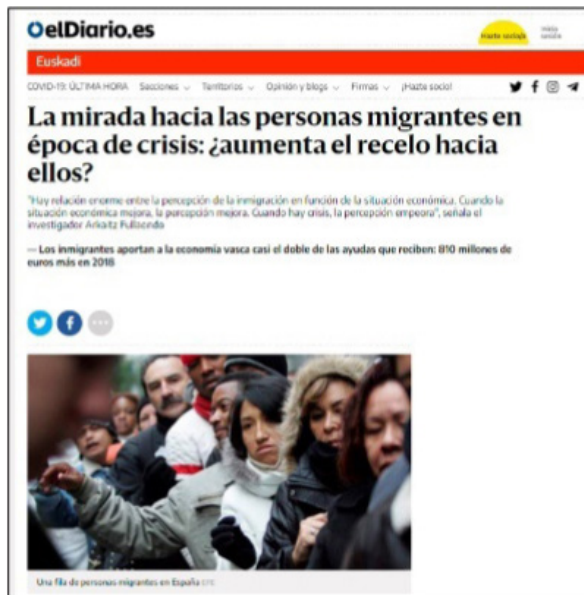 elDiario.es
Hazte socio/a
Inicia sesión
Euskadi
COVID-19: ÚLTIMA HORA Secciones Territorios Opinión y blogs Firmas ¡Hazte socio!
La mirada hacia las personas migrantes en
época de crisis: ¿aumenta el recelo hacia
ellos?
"Hay relación enorme entre la percepción de la inmigración en función de la situación económica. Cuando la
situación económica mejora, la percepción mejora. Cuando hay crisis, la percepción empeora", señala el
investigador Arkaitz Fullaondo
— Los inmigrantes aportan a la economía vasca casi el doble de las ayudas que reciben: 810 millones de
euros más en 2018
Una fila de personas migrantes en España EFE